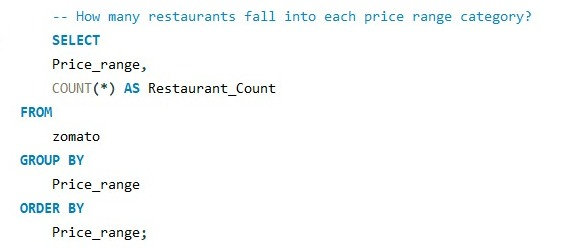 -- How many restaurants fall into each price range category?
SELECT
Price_range,
COUNT(*) AS Restaurant_Count
FROM
zomato
GROUP BY
Price_range
ORDER BY
Price_range;